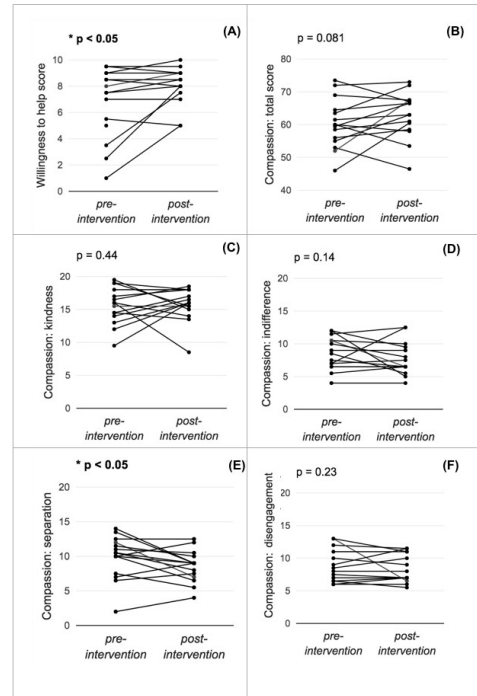 * p < 0.05
(A)
Willingness to help score
10
8
6
4
2
0
pre-
intervention
post-
intervention
p = 0.081
(B)
Compassion: total score
80
70
60
50
40
pre-
intervention
post-
intervention
p = 0.44
(C)
Compassion: kindness
20
15
10
5
0
pre-
intervention
post-
intervention
p = 0.14
(D)
Compassion: indifference
20
15
10
5
0
pre-
intervention
post-
intervention
* p < 0.05
(E)
Compassion: separation
20
15
10
5
0
pre-
intervention
post-
intervention
p = 0.23
(F)
Compassion: disengagement
20
15
10
5
0
pre-
intervention
post-
intervention